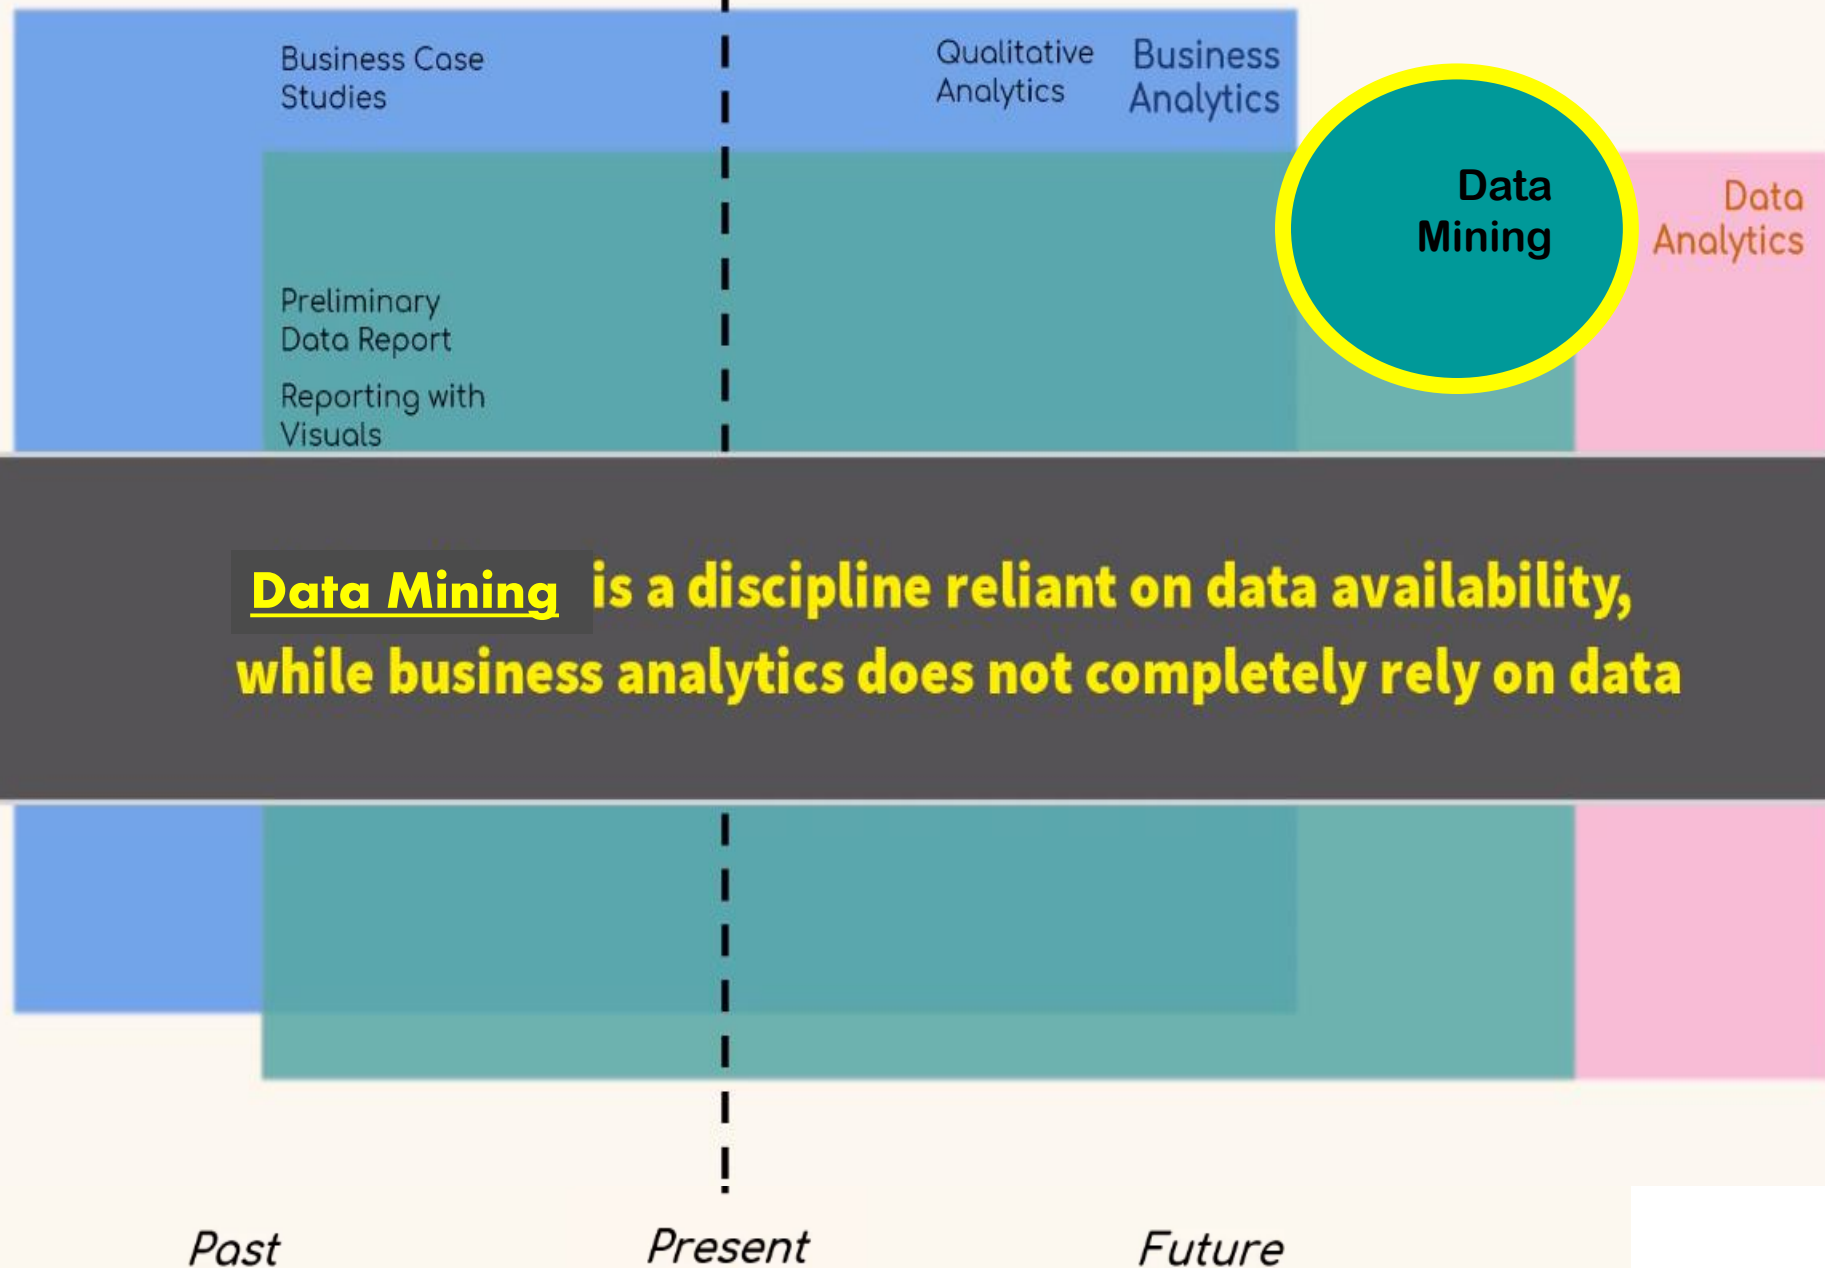 Business Case
Studies
Qualitative
Analytics
Business
Analytics
Data
Mining
Data
Analytics
Preliminary
Data Report
Reporting with
Visuals
Data Mining is a discipline reliant on data availability,
while business analytics does not completely rely on data
Past
Present
Future